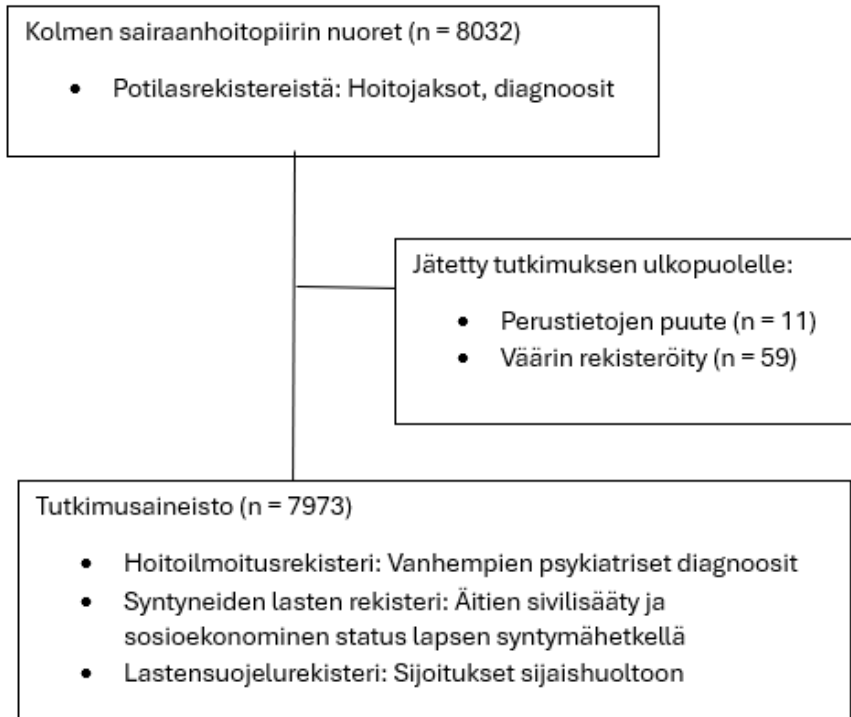 Kolmen sairaanhoitopiirin nuoret (n = 8032)
• Potilasrekistereistä: Hoitojaksot, diagnoosit
Jätetty tutkimuksen ulkopuolelle:
• Perustietojen puute (n = 11)
• Väärin rekisteröity (n = 59)
Tutkimusaineisto (n = 7973)
• Hoitoilmoitusrekisteri: Vanhempien psykiatriset diagnoosit
• Syntyneiden lasten rekisteri: Äitien sivilisääty ja
sosioekonominen status lapsen syntymähetkellä
• Lastensuojelurekisteri: Sijoitukset sijaishuoltoon